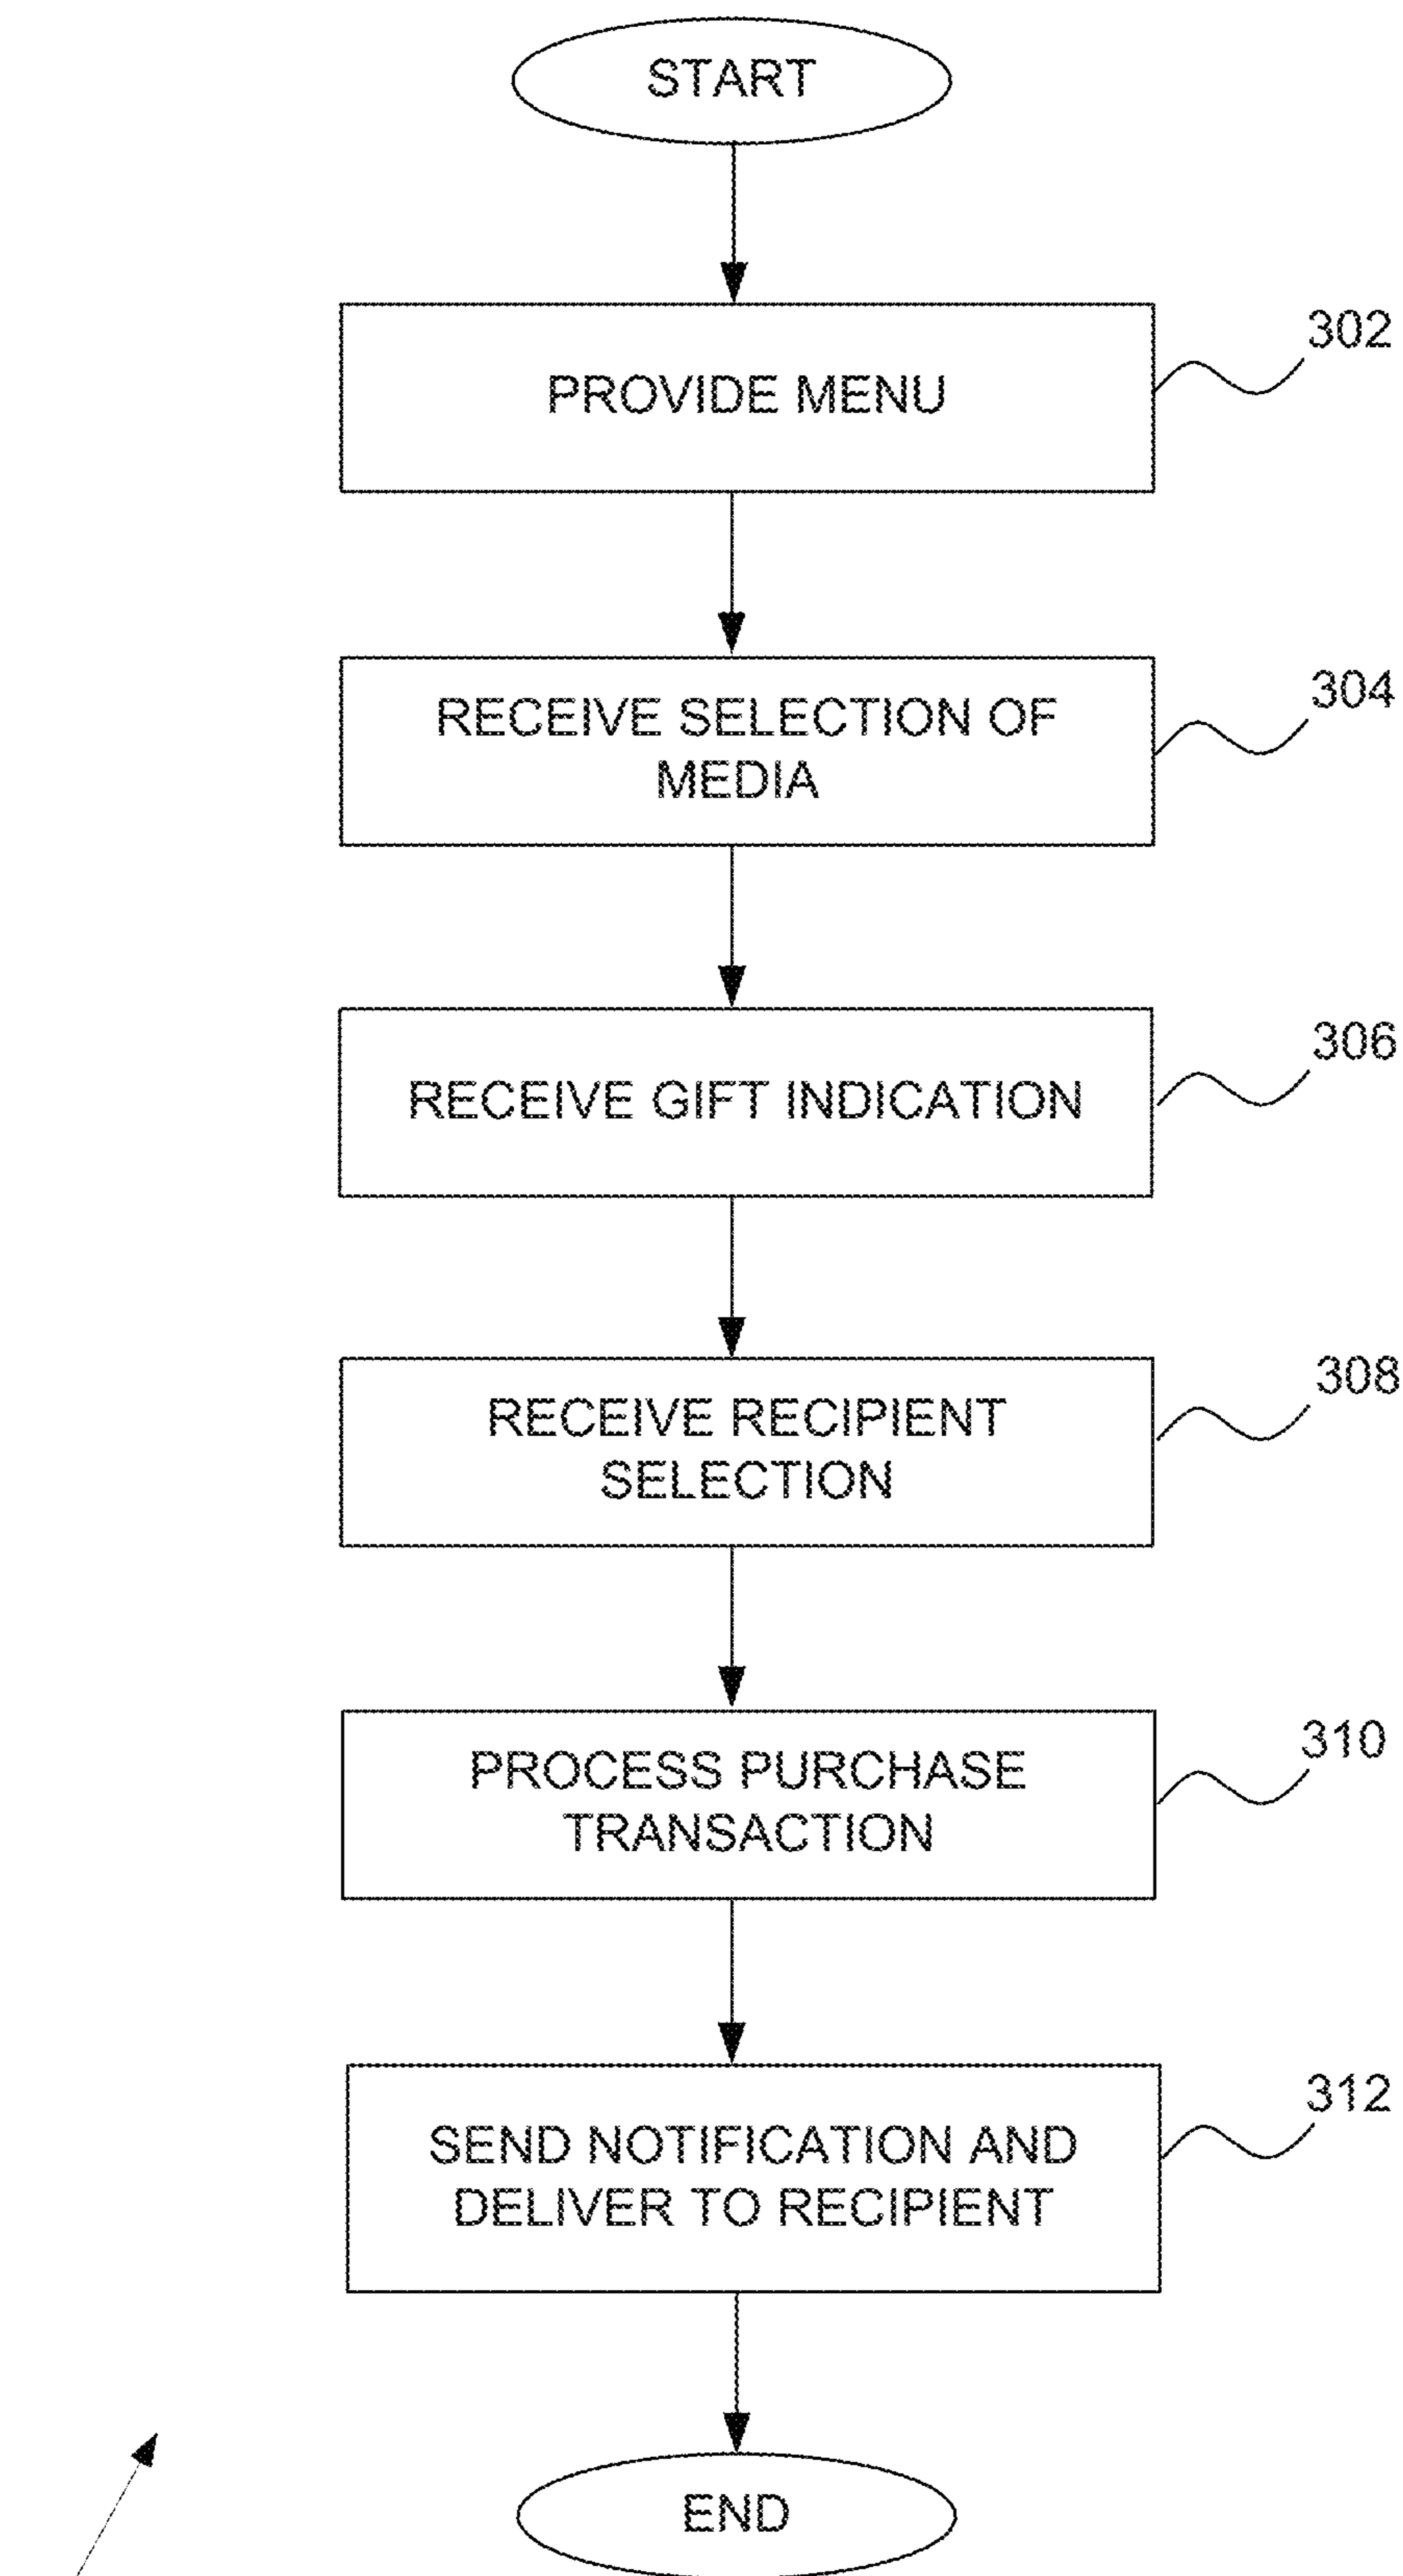 START
PROVIDE MENU
302
RECEIVE SELECTION OF
MEDIA
304
RECEIVE GIFT INDICATION
306
RECEIVE RECIPIENT
SELECTION
308
PROCESS PURCHASE
TRANSACTION
310
SEND NOTIFICATION AND
DELIVER TO RECIPIENT
312
END